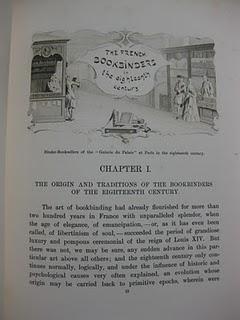 THE FRENCH
BOOKBINDERS
of the eighteenth
century
Binder-Booksellers of the "Galerie du Palais" at Paris in the eighteenth century.
CHAPTER I.
THE ORIGIN AND TRADITIONS OF THE BOOKBINDERS
OF THE EIGHTEENTH CENTURY.
The art of bookbinding had already flourished for more
two hundred years in France with unparalleled splendor, when
the age of elegance, of emancipation,—or, as it has even been
called, of libertinism of soul,—succeeded the period of grandiose
luxury and pompous ceremonial of the reign of Louis XIV. But
there was not, we may be sure, any sudden advance in this par-
ticular art above all others; and the eighteenth century only con-
tinues normally, logically, and under the influence of historic and
psychological causes very often explained, an evolution whose
origin may be carried back to primitive epochs, wherein were